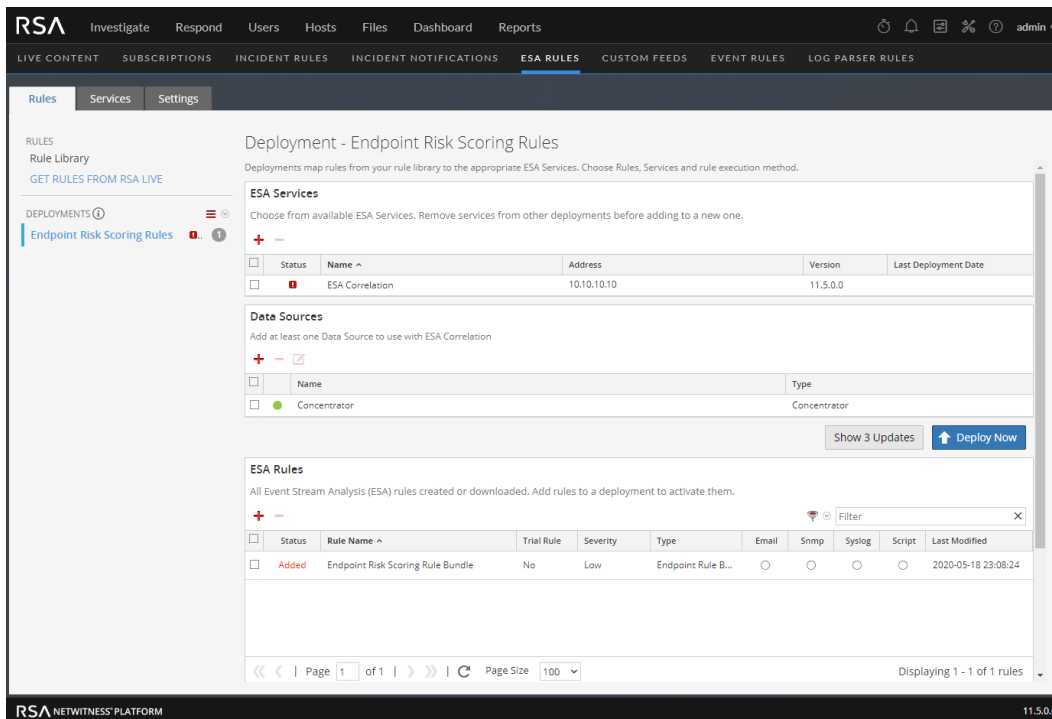 RSA Investigate Respond Users Hosts Files Dashboard Reports admin
LIVE CONTENT SUBSCRIPTIONS INCIDENT RULES INCIDENT NOTIFICATIONS ESA RULES CUSTOM FEEDS EVENT RULES LOG PARSER RULES
Rules Services Settings
RULES
Rule Library
GET RULES FROM RSA LIVE
DEPLOYMENTS
Endpoint Risk Scoring Rules !.. 1
Deployment - Endpoint Risk Scoring Rules
Deployments map rules from your rule library to the appropriate ESA Services. Choose Rules, Services and rule execution method.
ESA Services
Choose from available ESA Services. Remove services from other deployments before adding to a new one.
Status Name Address Version Last Deployment Date
ESA Correlation 10.10.10.10 11.5.0.0
Data Sources
Add at least one Data Source to use with ESA Correlation
Name Type
Concentrator Concentrator
Show 3 Updates Deploy Now
ESA Rules
All Event Stream Analysis (ESA) rules created or downloaded. Add rules to a deployment to activate them.
Filter
Status Rule Name Trial Rule Severity Type Email Snmp Syslog Script Last Modified
Added Endpoint Risk Scoring Rule Bundle No Low Endpoint Rule B... 2020-05-18 23:08:24
Page 1 of 1 Page Size 100 Displaying 1 - 1 of 1 rules
RSA NETWITNESS® PLATFORM 11.5.0.